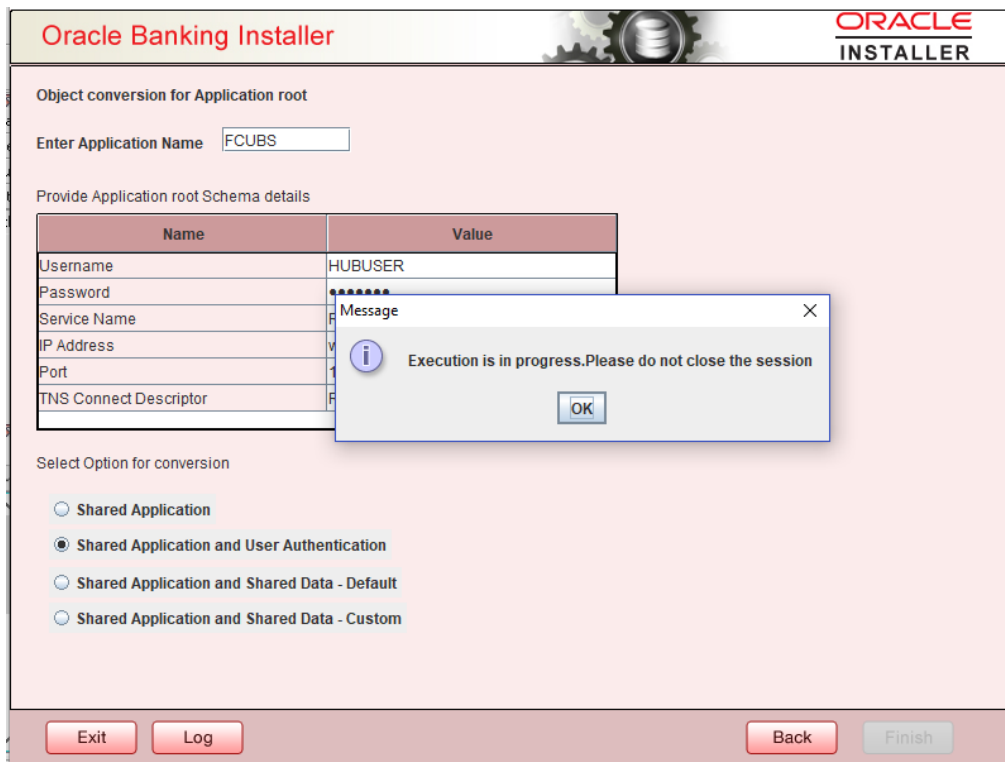 Oracle Banking Installer
ORACLE
INSTALLER
Object conversion for Application root
Enter Application Name FCUBS
Provide Application root Schema details
Name Value
Username HUBUSER
Password •••••••
Message
Service Name
IP Address
Execution is in progress.Please do not close the session
Port
TNS Connect Descriptor
OK
Select Option for conversion
Shared Application
Shared Application and User Authentication
Shared Application and Shared Data - Default
Shared Application and Shared Data - Custom
Exit Log Back Finish